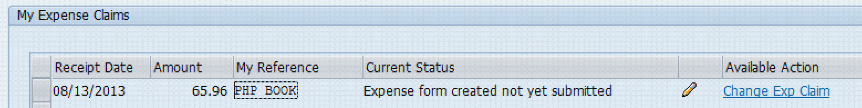 My Expense Claims
Receipt Date Amount My Reference Current Status Available Action
08/13/2013 65.96 PHP BOOK Expense form created not yet submitted Change Exp Claim